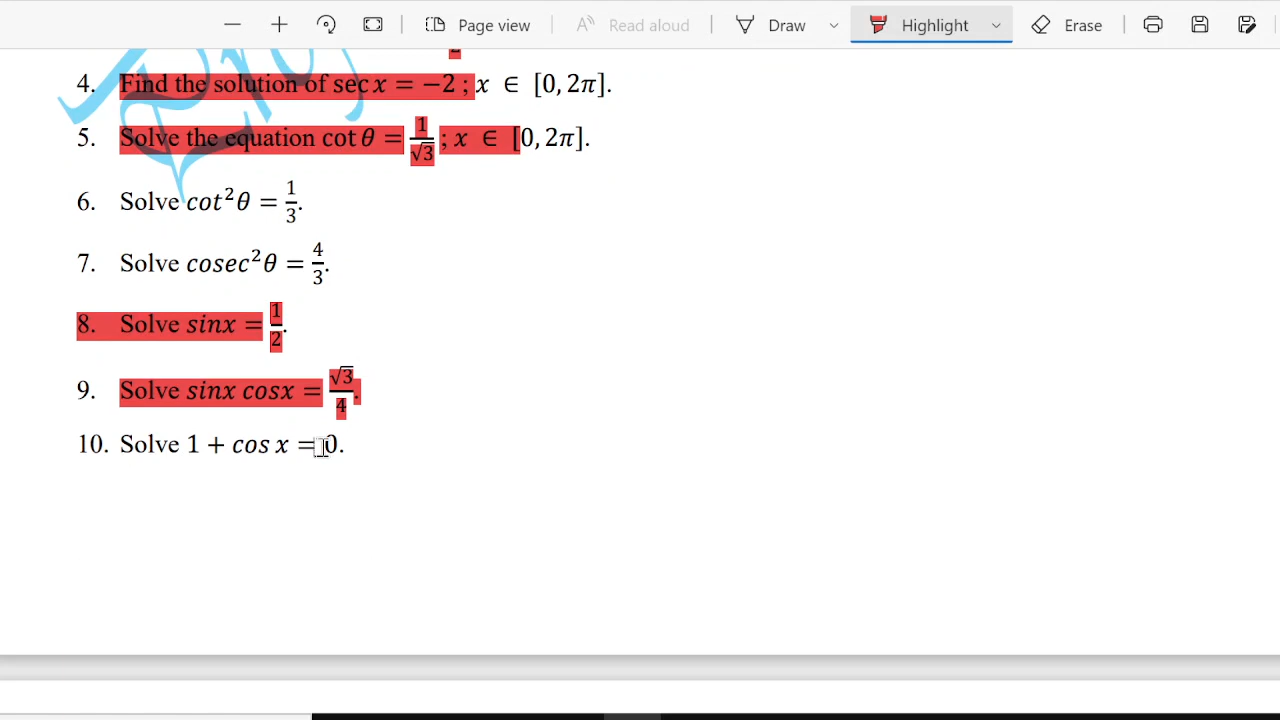 Page view Read aloud Draw Highlight Erase
4. Find the solution of sec x = −2 ; x ∈ [0, 2π].
5. Solve the equation cot θ = 1/√3 ; x ∈ [0, 2π].
6. Solve cot²θ = 1/3.
7. Solve cosec²θ = 4/3.
8. Solve sinx = 1/2.
9. Solve sinx cosx = √3/4.
10. Solve 1 + cos x = 0.